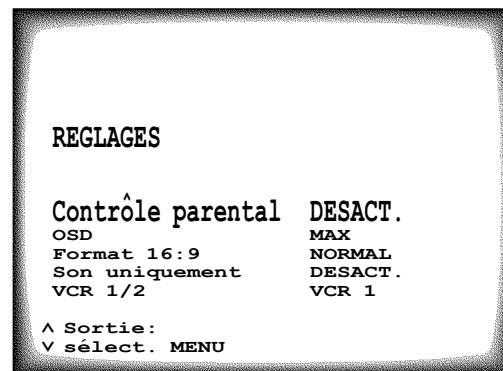 REGLAGES
Contrôle parental DESACT.
OSD MAX
Format 16:9 NORMAL
Son uniquement DESACT.
VCR 1/2 VCR 1
∧ Sortie:
∨ sélect. MENU